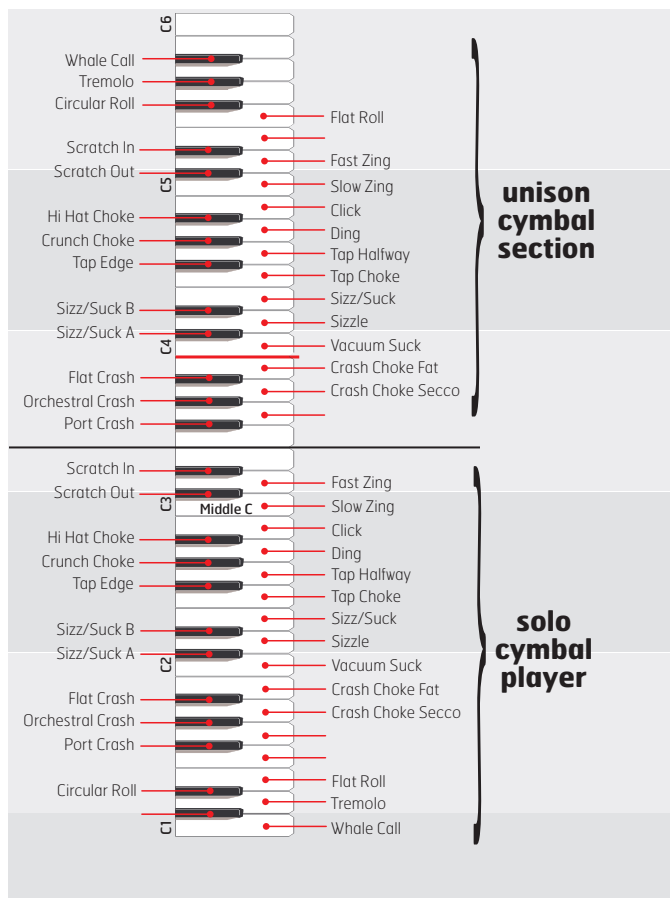 C6
Whale Call
Tremolo
Circular Roll
Flat Roll
Scratch In
Fast Zing
Scratch Out
C5
Slow Zing
Click
Hi Hat Choke
Ding
Crunch Choke
Tap Halfway
Tap Edge
Tap Choke
unison
cymbal
section
Sizz/Suck
Sizz/Suck B
Sizzle
Sizz/Suck A
C4
Vacuum Suck
Crash Choke Fat
Flat Crash
Crash Choke Secco
Orchestral Crash
Port Crash
Scratch In
Fast Zing
Scratch Out
C3
Middle C
Slow Zing
Click
Hi Hat Choke
Ding
Crunch Choke
Tap Halfway
Tap Edge
Tap Choke
Sizz/Suck
Sizz/Suck B
Sizzle
Sizz/Suck A
C2
Vacuum Suck
solo
cymbal
player
Crash Choke Fat
Flat Crash
Crash Choke Secco
Orchestral Crash
Port Crash
Flat Roll
Circular Roll
Tremolo
C1
Whale Call